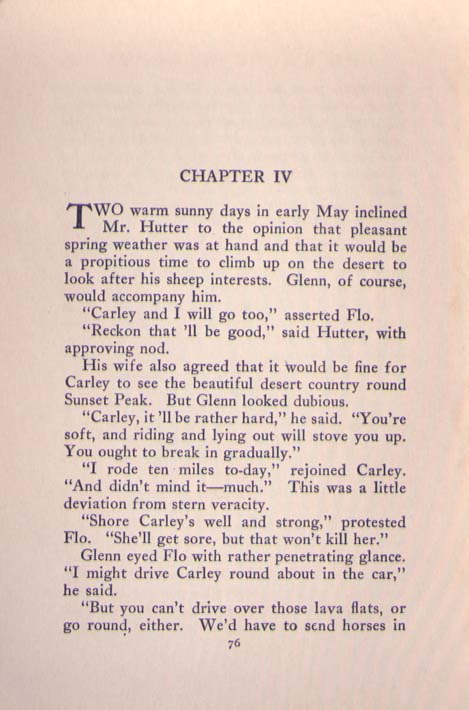 CHAPTER IV
TWO warm sunny days in early May inclined
Mr. Hutter to the opinion that pleasant
spring weather was at hand and that it would be
a propitious time to climb up on the desert to
look after his sheep interests. Glenn, of course,
would accompany him.
"Carley and I will go too," asserted Flo.
"Reckon that 'll be good," said Hutter, with
approving nod.
His wife also agreed that it would be fine for
Carley to see the beautiful desert country round
Sunset Peak. But Glenn looked dubious.
"Carley, it 'll be rather hard," he said. "You're
soft, and riding and lying out will stove you up.
You ought to break in gradually."
"I rode ten miles to-day," rejoined Carley.
"And didn't mind it—much." This was a little
deviation from stern veracity.
"Shore Carley's well and strong," protested
Flo. "She'll get sore, but that won't kill her."
Glenn eyed Flo with rather penetrating glance.
"I might drive Carley round about in the car,"
he said.
"But you can't drive over those lava flats, or
go round, either. We'd have to send horses in
76